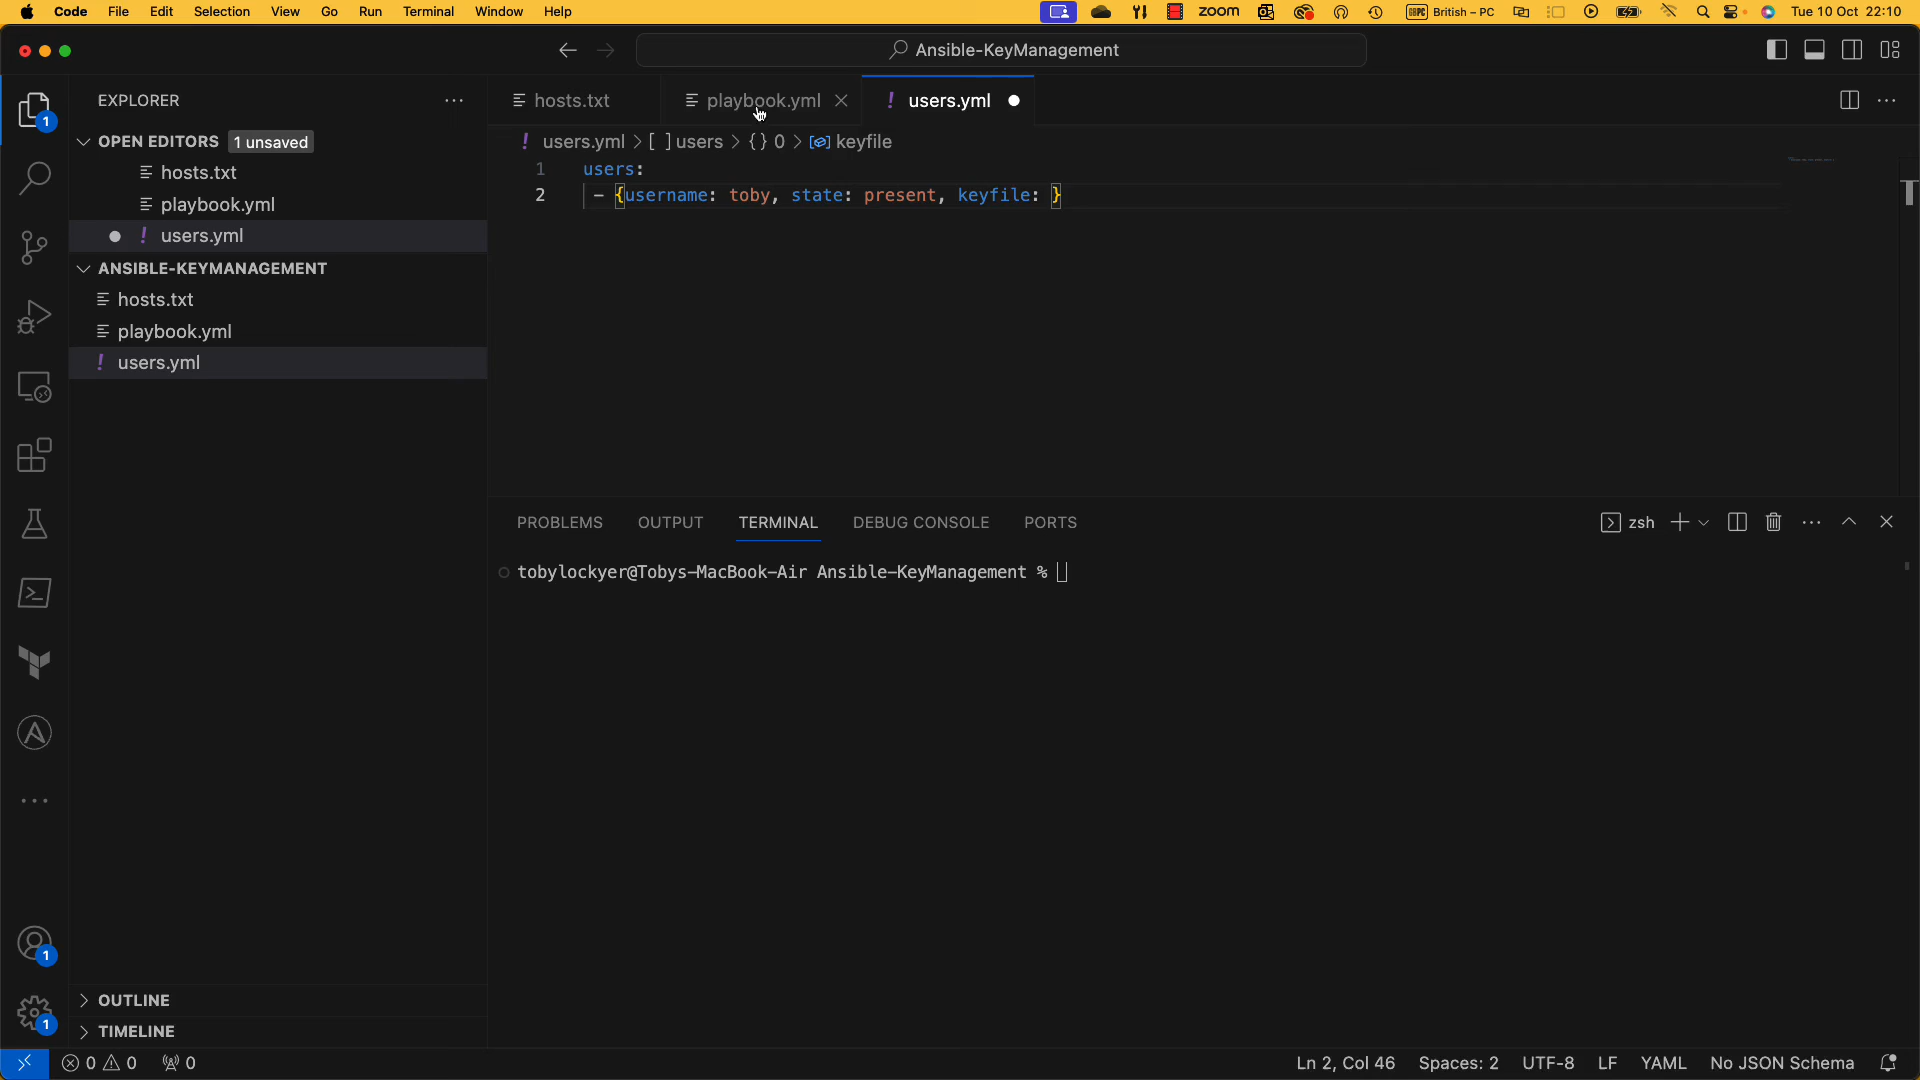 Code File Edit Selection View Go Run Terminal Window Help zoom British – PC Tue 10 Oct 22:10
Ansible-KeyManagement
EXPLORER
OPEN EDITORS 1 unsaved
hosts.txt
playbook.yml
users.yml
ANSIBLE-KEYMANAGEMENT
hosts.txt
playbook.yml
users.yml
OUTLINE
TIMELINE
hosts.txt playbook.yml users.yml
users.yml > [ ] users > {} 0 > keyfile
1 users:
2 - {username: toby, state: present, keyfile: }
PROBLEMS OUTPUT TERMINAL DEBUG CONSOLE PORTS zsh
tobylockyer@Tobys-MacBook-Air Ansible-KeyManagement %
1
1
1
0 0 0 Ln 2, Col 46 Spaces: 2 UTF-8 LF YAML No JSON Schema